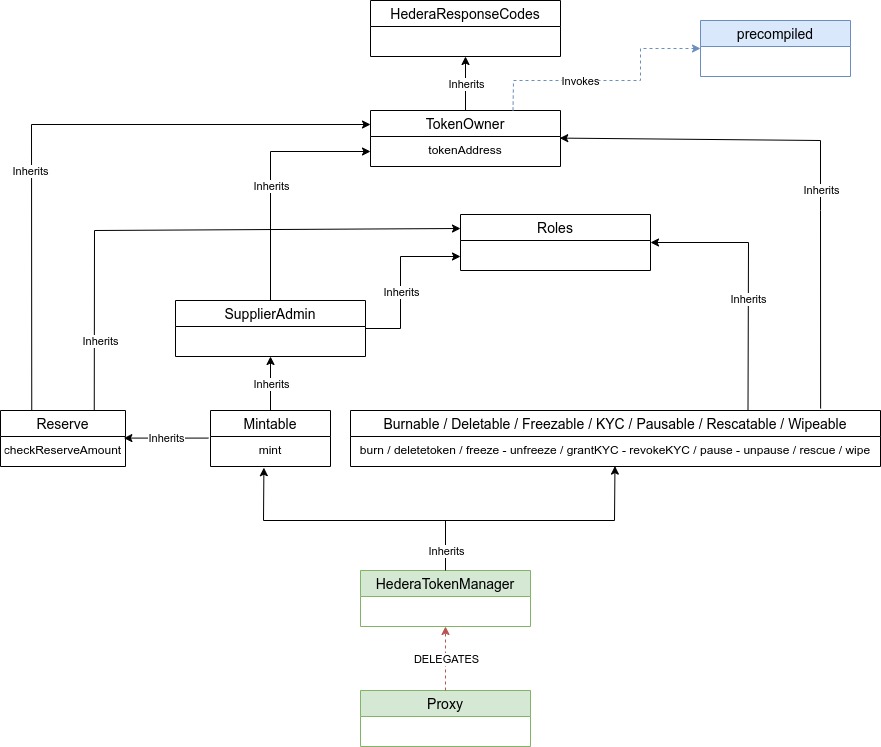 HederaResponseCodes
precompiled
Inherits
Invokes
TokenOwner
tokenAddress
Inherits
Inherits
Inherits
Roles
Inherits
Inherits
SupplierAdmin
Inherits
Inherits
Reserve
checkReserveAmount
Inherits
Mintable
mint
Burnable / Deletable / Freezable / KYC / Pausable / Rescatable / Wipeable
burn / deletetoken / freeze - unfreeze / grantKYC - revokeKYC / pause - unpause / rescue / wipe
Inherits
HederaTokenManager
DELEGATES
Proxy